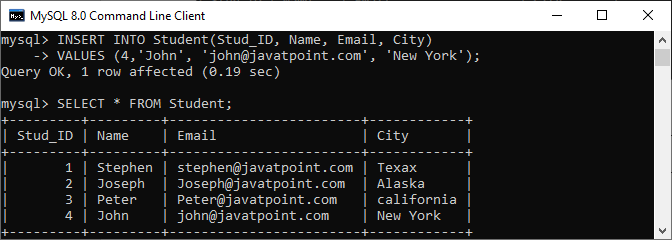 MySQL 8.0 Command Line Client
mysql> INSERT INTO Student(Stud_ID, Name, Email, City)
    -> VALUES (4,'John', 'john@javatpoint.com', 'New York');
Query OK, 1 row affected (0.19 sec)
mysql> SELECT * FROM Student;
+---------+---------+------------------------+------------+
| Stud_ID | Name    | Email                  | City       |
+---------+---------+------------------------+------------+
|       1 | Stephen | stephen@javatpoint.com | Texax      |
|       2 | Joseph  | Joseph@javatpoint.com  | Alaska     |
|       3 | Peter   | Peter@javatpoint.com   | california |
|       4 | John    | john@javatpoint.com    | New York   |
+---------+---------+------------------------+------------+